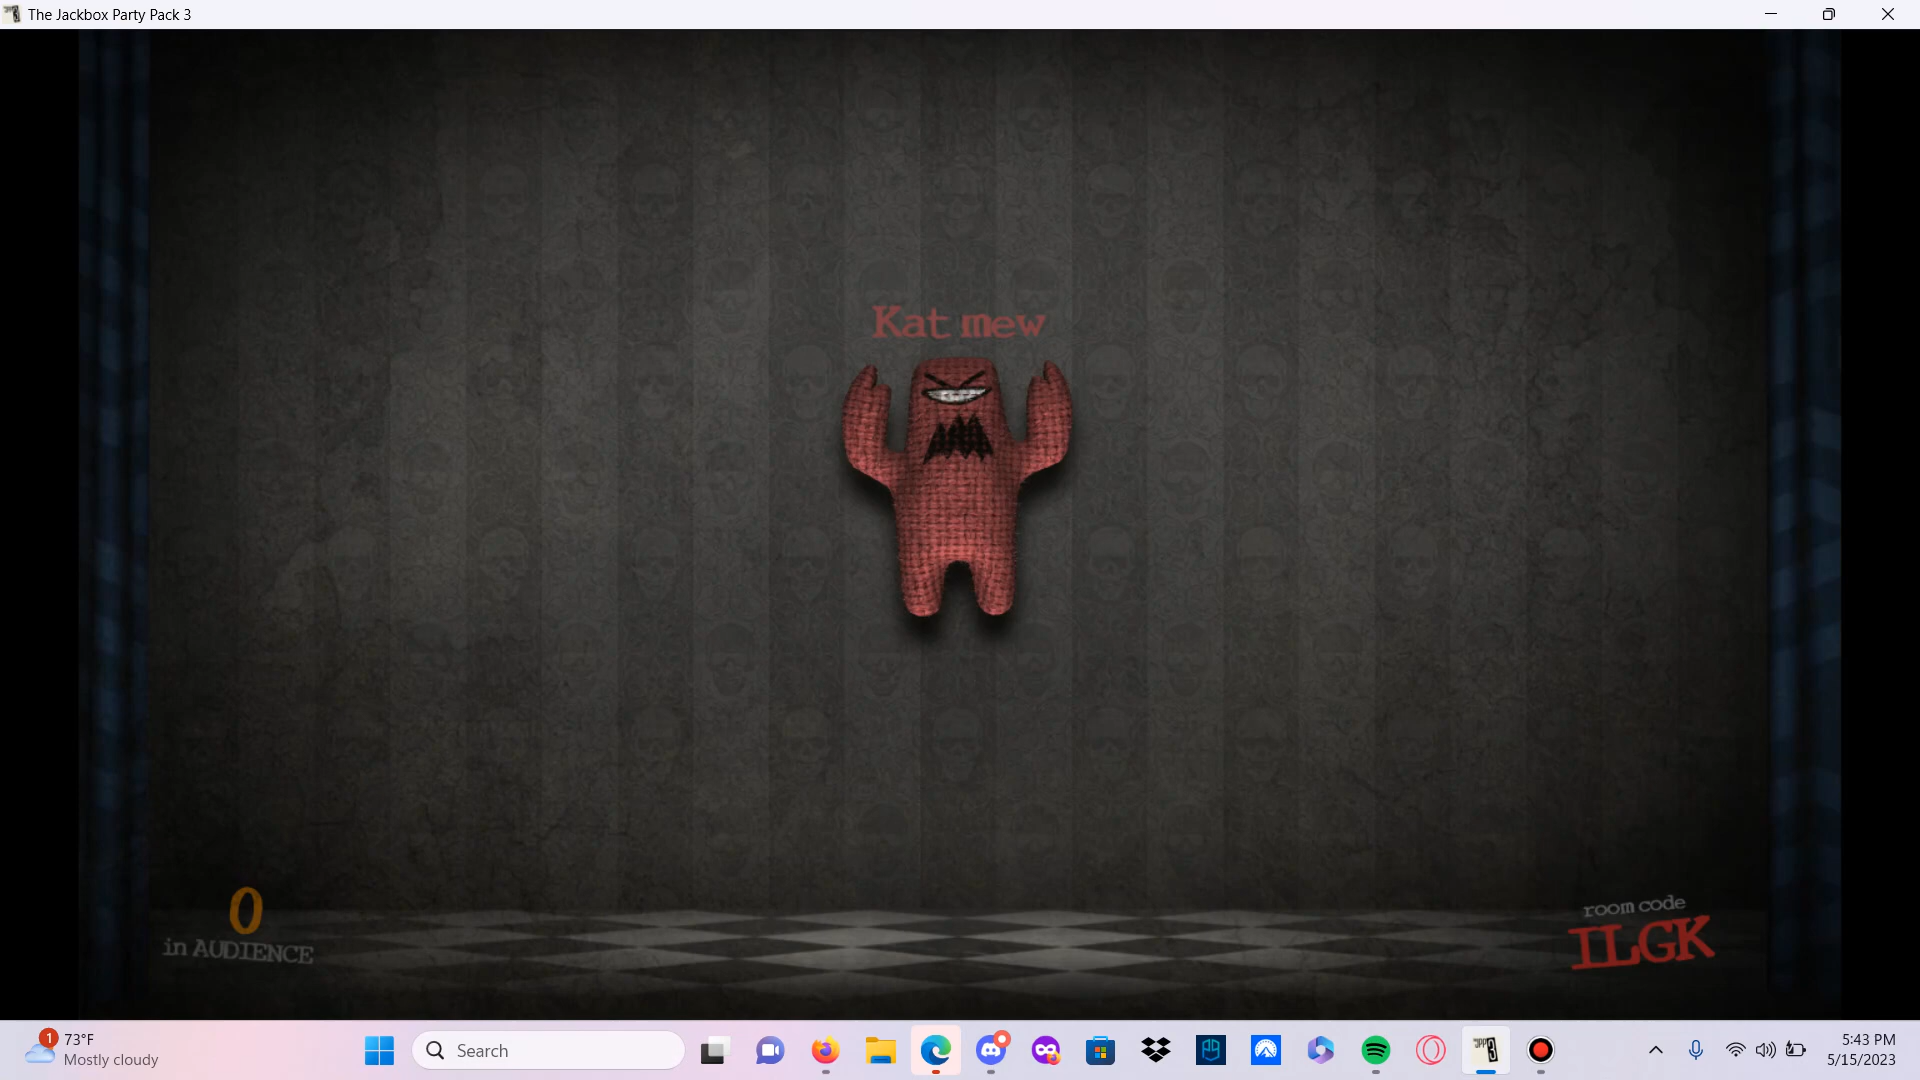 The Jackbox Party Pack 3
Kat mew
0
in AUDIENCE
room code
ILGK
1
73°F
Mostly cloudy
Search
5:43 PM
5/15/2023